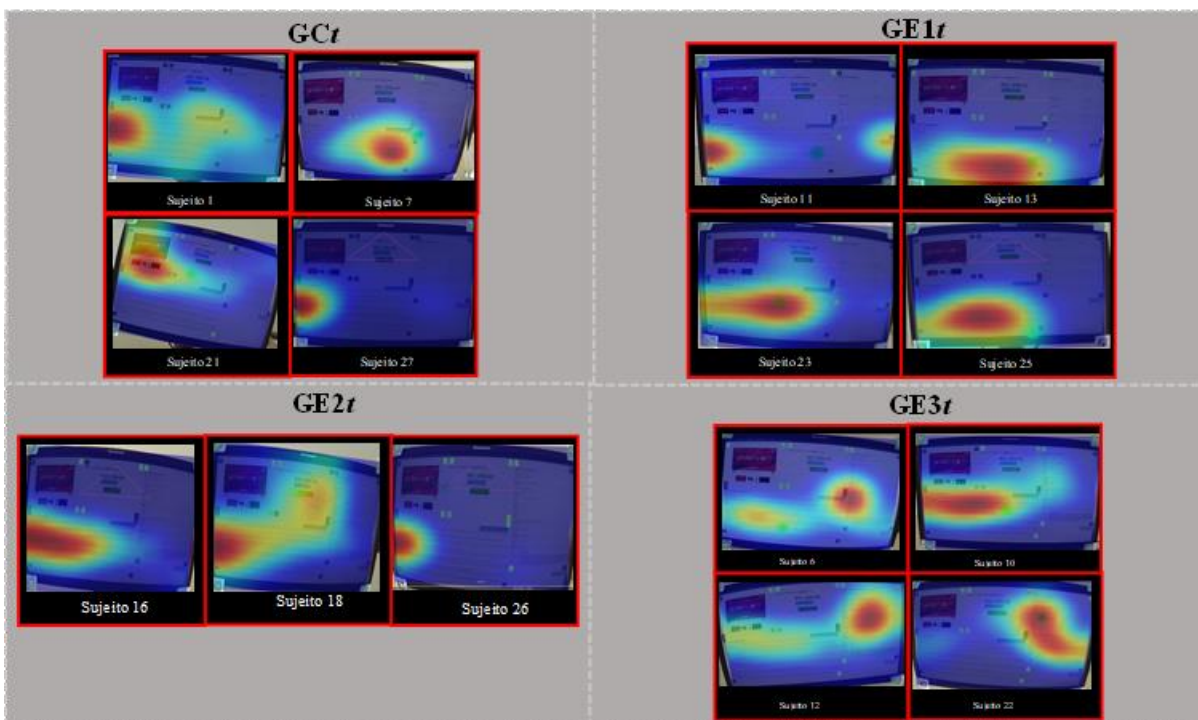 GCt
Sujeito 1 Sujeito 7
Sujeito 21 Sujeito 27
GE1t
Sujeito 11 Sujeito 13
Sujeito 23 Sujeito 25
GE2t
Sujeito 16 Sujeito 18 Sujeito 26
GE3t
Sujeito 6 Sujeito 10
Sujeito 12 Sujeito 22